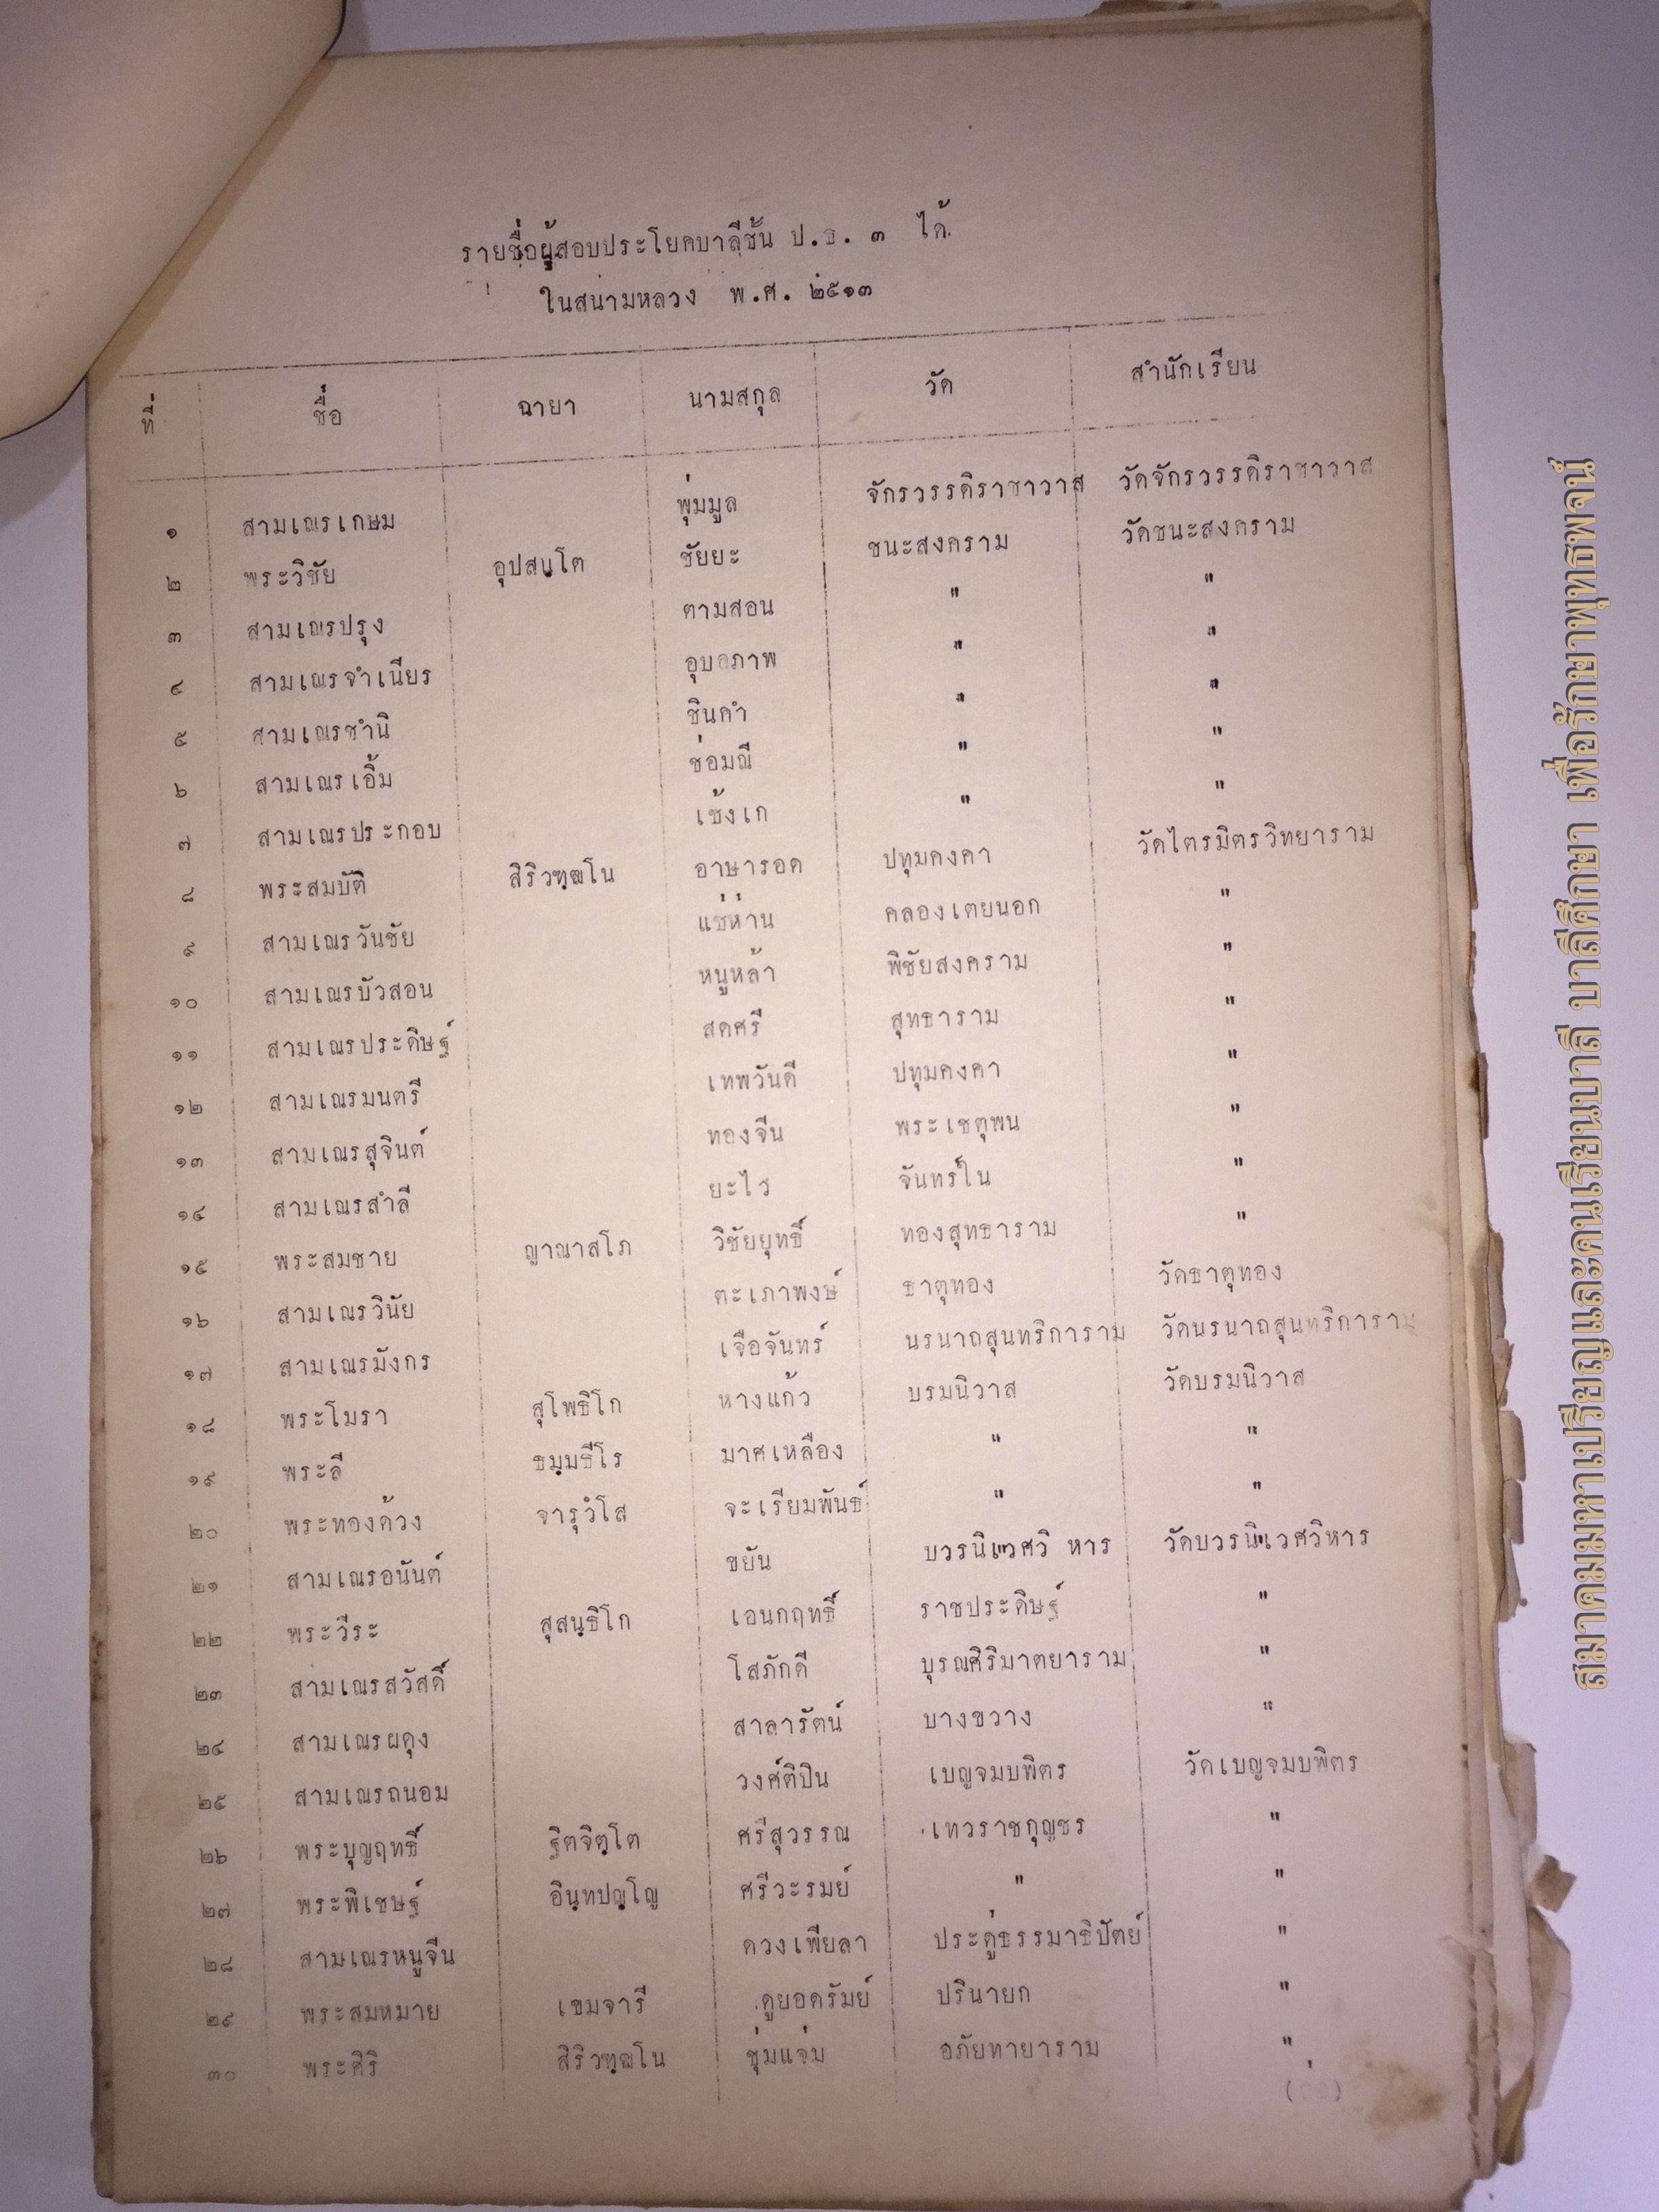 รายชื่อผู้สอบประโยคบาลีชั้น ป.ธ. ๓ ได้.
ในสนามหลวง พ.ศ. ๒๕๑๓
ที่ ชื่อ ฉายา นามสกุล วัด สำนักเรียน
๑ สามเณรเกษม พุ่มมูล จักรวรรดิราชาวาส วัดจักรวรรดิราชาวาส
๒ พระวิชัย อุปสนฺโต ชัยยะ ชนะสงคราม วัดชนะสงคราม
๓ สามเณรปรุง ตามสอน " "
๔ สามเณรจำเนียร อุบลภาพ " "
๕ สามเณรชำนิ ชินคำ " "
๖ สามเณรเอิ้ม ช่อมณี " "
๗ สามเณรประกอบ เซ้งเก " "
๘ พระสมบัติ สิริวฑฺฒโน อาษารอด ปทุมคงคา วัดไตรมิตรวิทยาราม
๙ สามเณรวันชัย แซ่ห่าน คลองเตยนอก "
๑๐ สามเณรบัวสอน หนูหล้า พิชัยสงคราม "
๑๑ สามเณรประดิษฐ์ สดศรี สุทธาราม "
๑๒ สามเณรมนตรี เทพวันดี ปทุมคงคา "
๑๓ สามเณรสุจินต์ ทองจีน พระเชตุพน "
๑๔ สามเณรสำลี ยะไว จันทร์ใน "
๑๕ พระสมชาย ญาณาสโภ วิชัยยุทธิ์ ทองสุทธาราม "
๑๖ สามเณรวินัย ตะเภาพงษ์ ธาตุทอง วัดธาตุทอง
๑๗ สามเณรมังกร เจือจันทร์ นรนาถสุนทริการาม วัดนรนาถสุนทริการาม
๑๘ พระโมรา สุโพธิโก หางแก้ว บรมนิวาส วัดบรมนิวาส
๑๙ พระลี ธมฺมธีโร มาศเหลือง " "
๒๐ พระทองด้วง จารุวํโส จะเรียมพันธ์ " "
๒๑ สามเณรอนันต์ ขยัน บวรนิเวศวิ หาร วัดบวรนิเวศวิหาร
๒๒ พระวีระ สุสนฺธิโก เอนกฤทธิ์ ราชประดิษฐ์ "
๒๓ สามเณรสวัสดิ์ โสภักดี บุรณศิริมาตยาราม "
๒๔ สามเณรผดุง สาลารัตน์ บางขวาง "
๒๕ สามเณรถนอม วงศ์ติปิน เบญจมบพิตร วัดเบญจมบพิตร
๒๖ พระบุญฤทธิ์ ฐิตจิตฺโต ศรีสุวรรณ เทวราชกุญชร "
๒๗ พระพิเชษฐ์ อินฺทปญฺโญ ศรีวะรมย์ " "
๒๘ สามเณรหนูจีน ดวงเพียลา ประดู่ธรรมาธิปัตย์ "
๒๙ พระสมหมาย เขมจารี ดูยอดรัมย์ ปรินายก "
๓๐ พระศิริ สิริวฑฺฒโน ชุ่มแจ่ม อภัยทายาราม "
สมาคมมหาเปรียญและคนเรียนบาลี บาลีศึกษา เพื่อรักษาพุทธพจน์